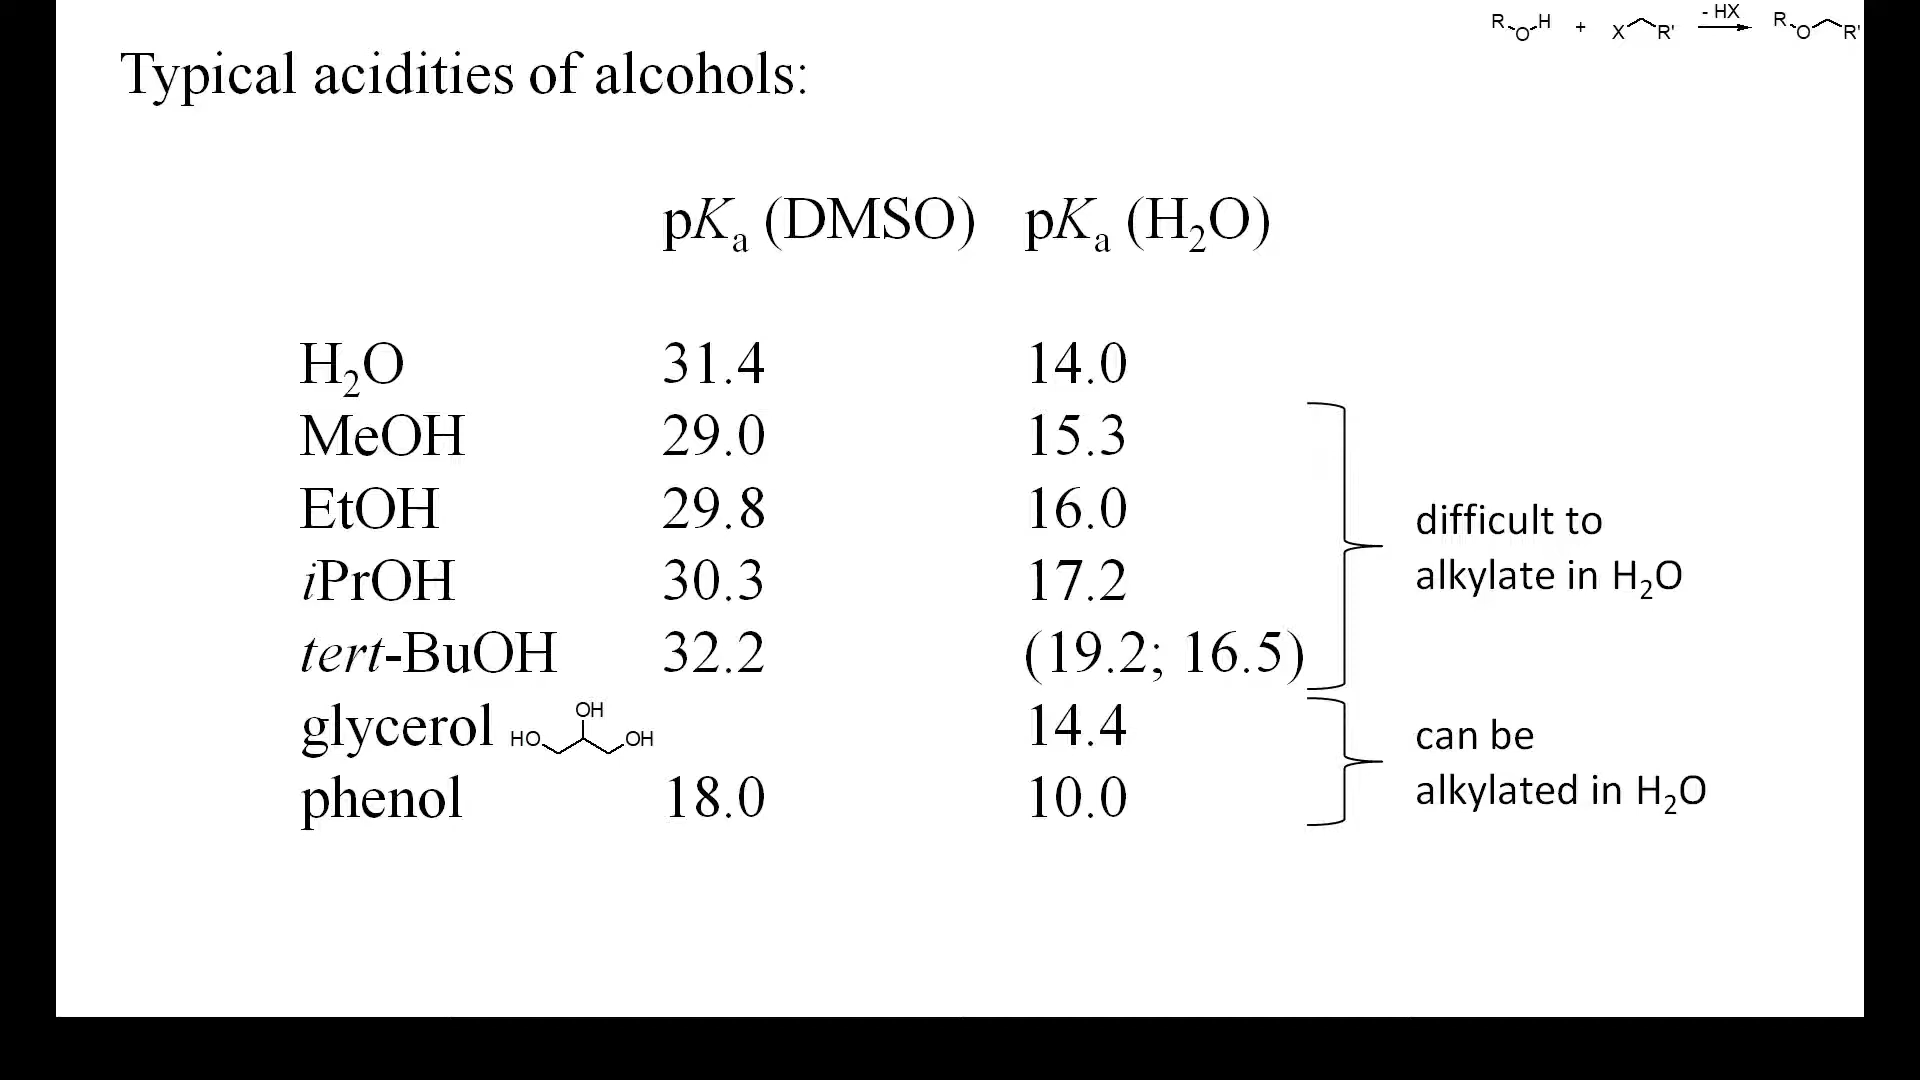 R O H + X R' - HX R O R'
Typical acidities of alcohols:
pKa (DMSO) pKa (H2O)
H2O 31.4 14.0
MeOH 29.0 15.3
EtOH 29.8 16.0
iPrOH 30.3 17.2
tert-BuOH 32.2 (19.2; 16.5)
difficult to
alkylate in H2O
glycerol HO OH OH 14.4
phenol 18.0 10.0
can be
alkylated in H2O